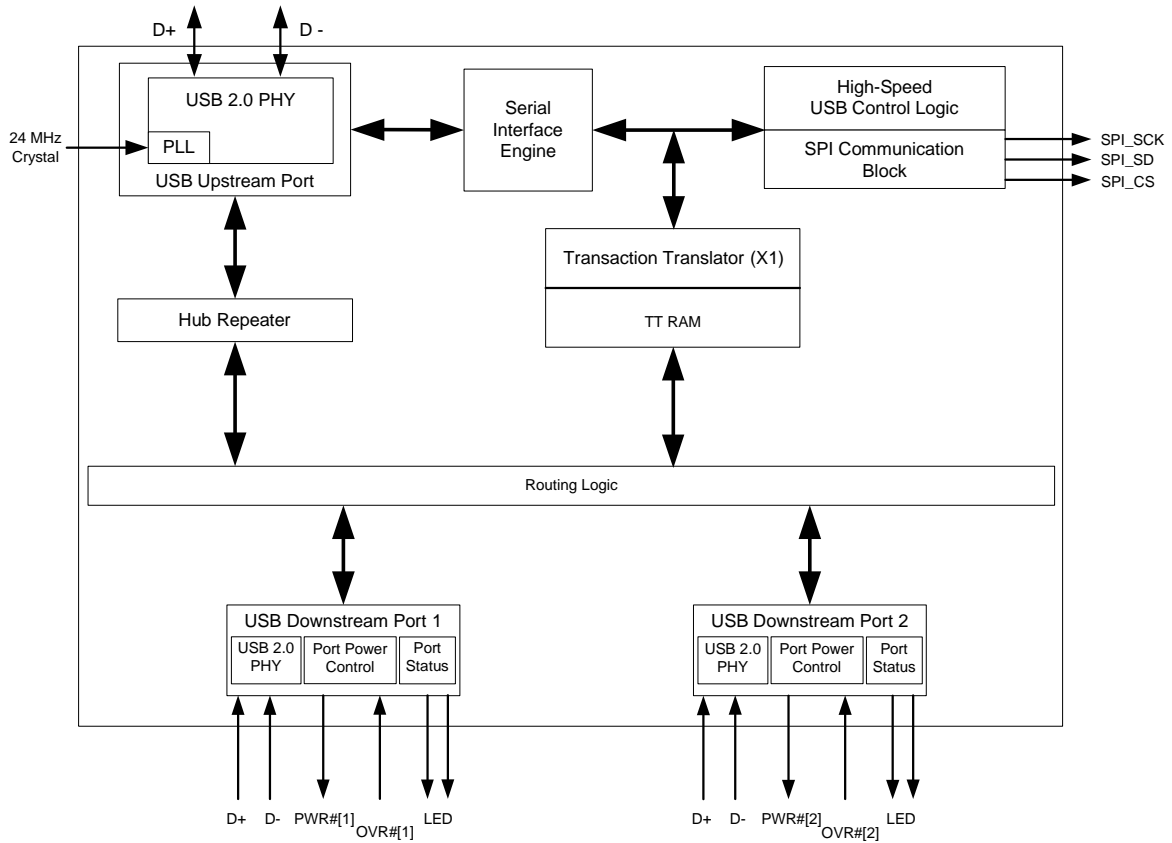 D+
D -
USB 2.0 PHY
PLL
USB Upstream Port
24 MHz
Crystal
Serial
Interface
Engine
High-Speed
USB Control Logic
SPI Communication
Block
SPI_SCK
SPI_SD
SPI_CS
Transaction Translator (X1)
TT RAM
Hub Repeater
Routing Logic
USB Downstream Port 1
USB 2.0
PHY
Port Power
Control
Port
Status
USB Downstream Port 2
USB 2.0
PHY
Port Power
Control
Port
Status
D+
D-
PWR#[1]
OVR#[1]
LED
D+
D-
PWR#[2]
OVR#[2]
LED